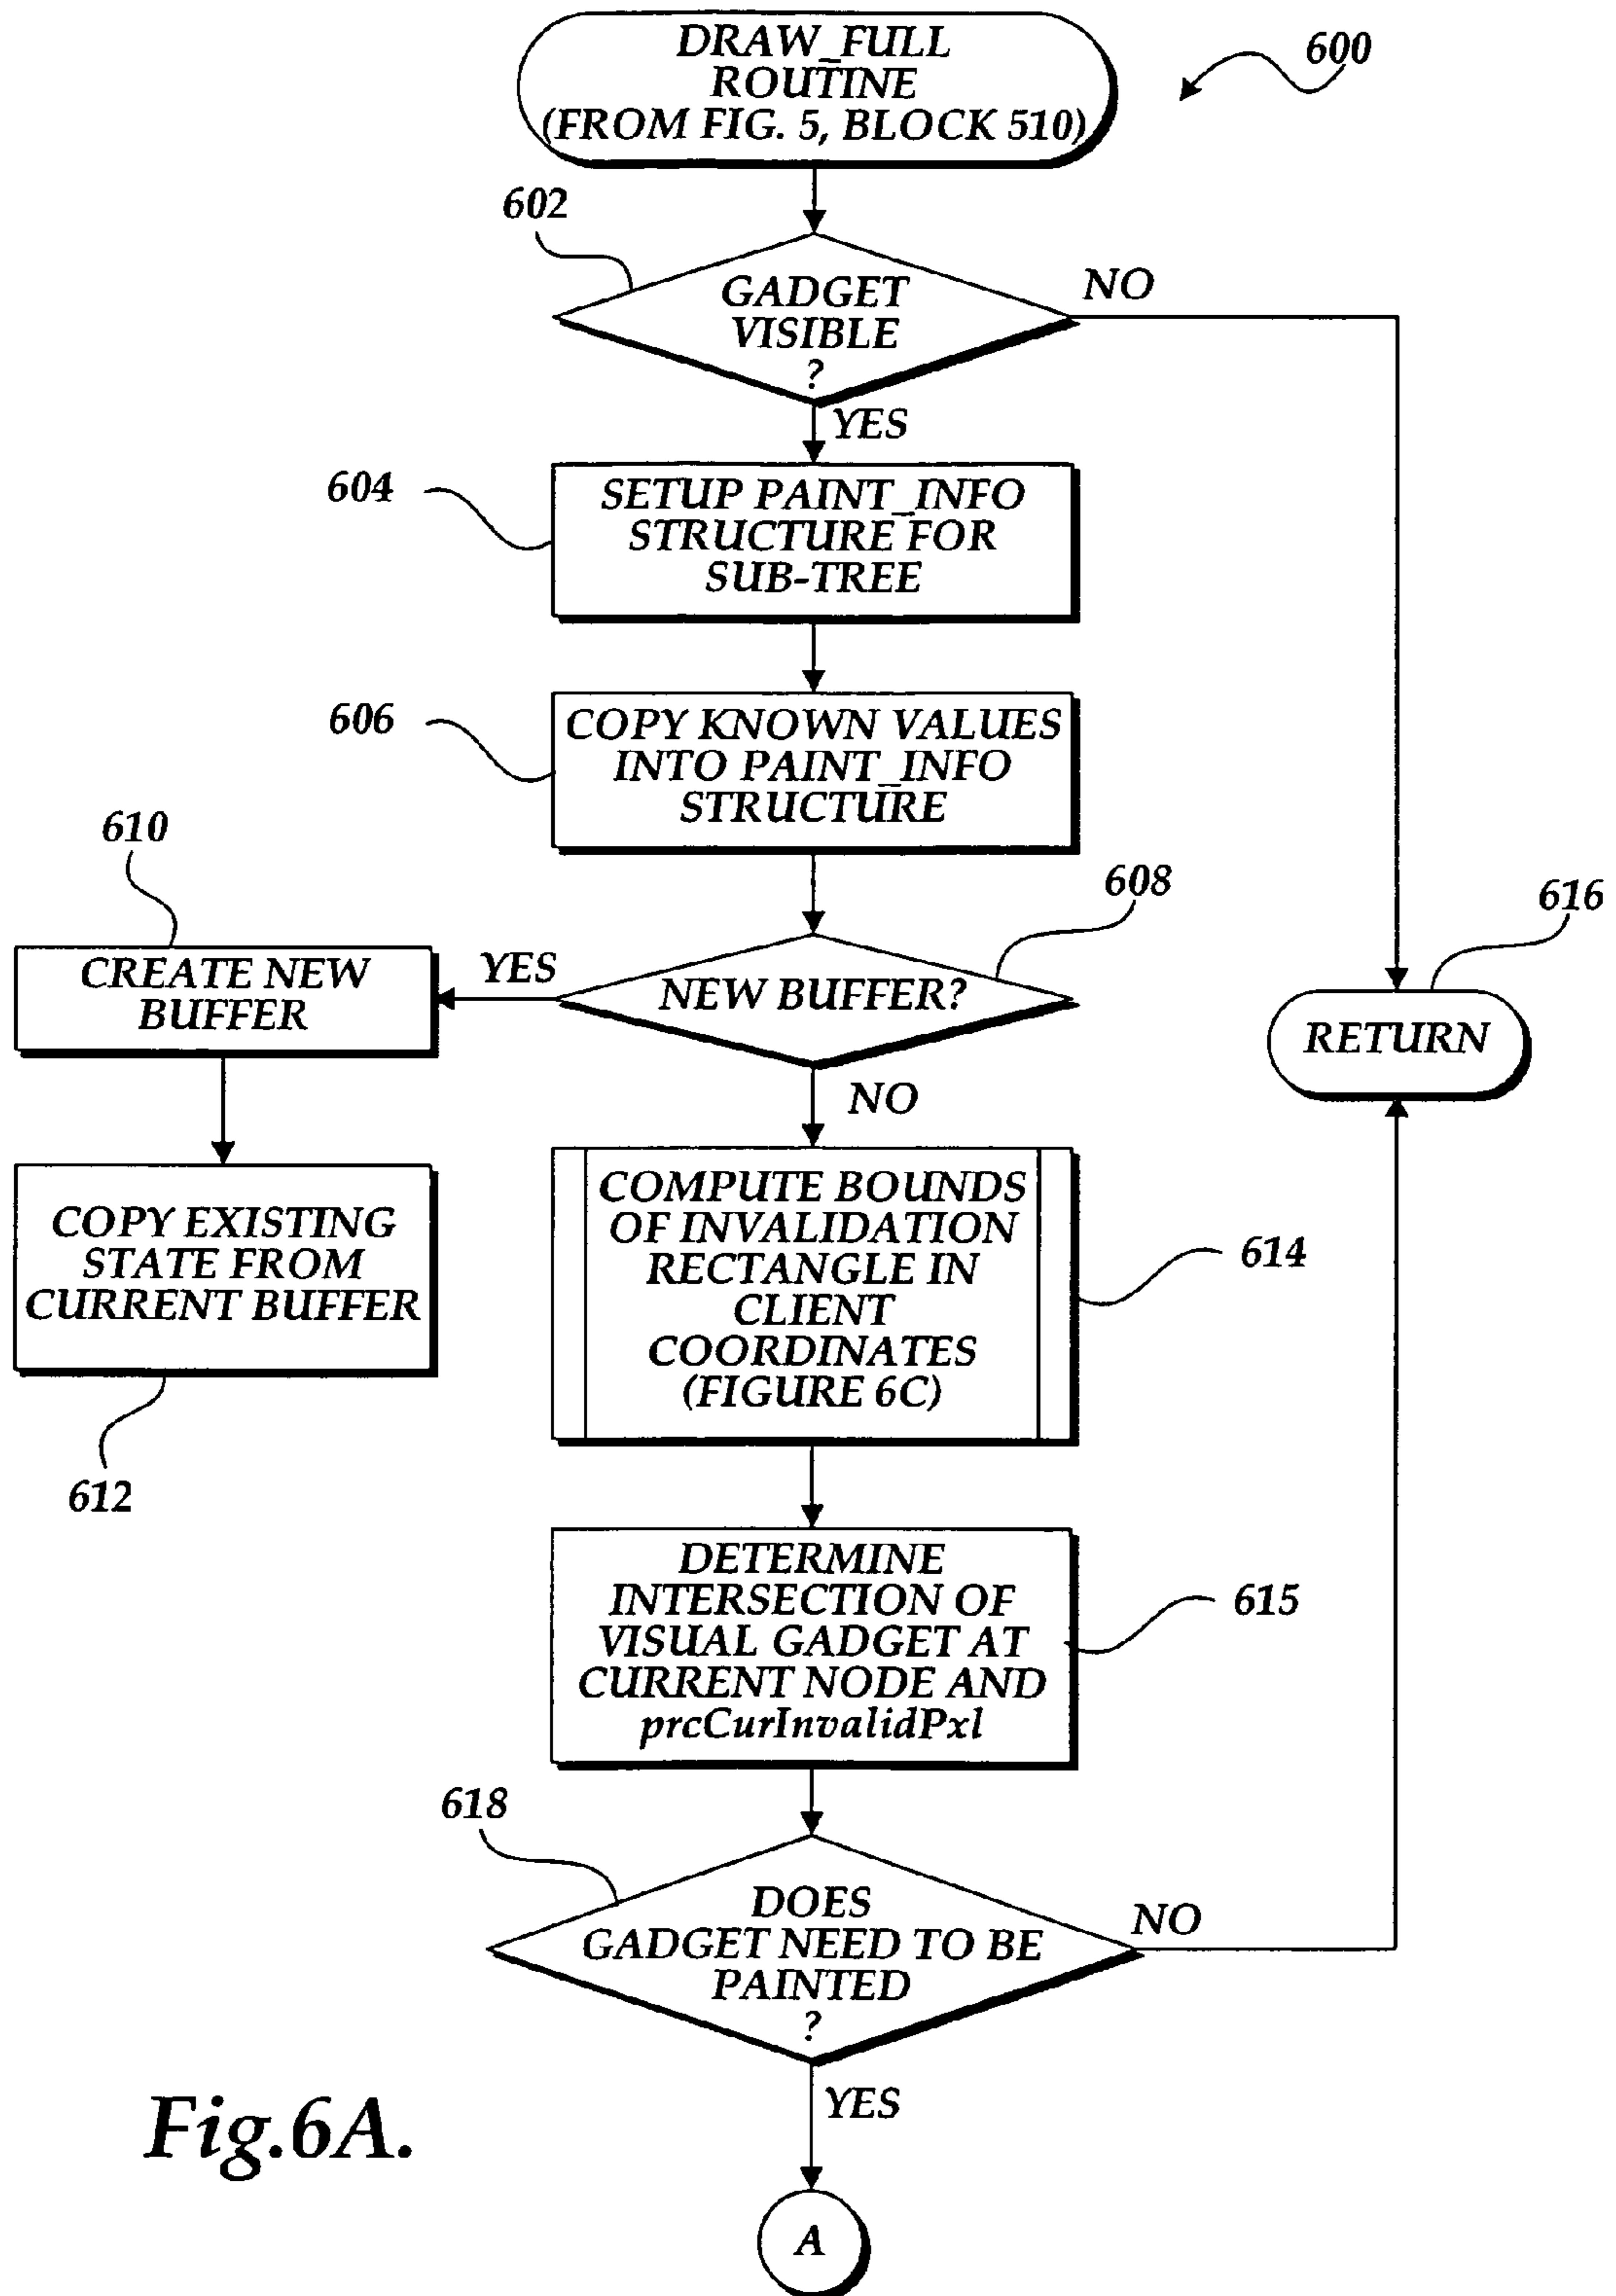 DRAW_FULL
ROUTINE
(FROM FIG. 5, BLOCK 510)
600
602
GADGET
VISIBLE
?
NO
YES
604
SETUP PAINT_INFO
STRUCTURE FOR
SUB-TREE
606
COPY KNOWN VALUES
INTO PAINT_INFO
STRUCTURE
610
608
616
CREATE NEW
BUFFER
YES
NEW BUFFER?
RETURN
NO
COPY EXISTING
STATE FROM
CURRENT BUFFER
612
COMPUTE BOUNDS
OF INVALIDATION
RECTANGLE IN
CLIENT
COORDINATES
(FIGURE 6C)
614
DETERMINE
INTERSECTION OF
VISUAL GADGET AT
CURRENT NODE AND
prcCurInvalidPxl
615
618
DOES
GADGET NEED TO BE
PAINTED
?
NO
YES
Fig.6A.
A